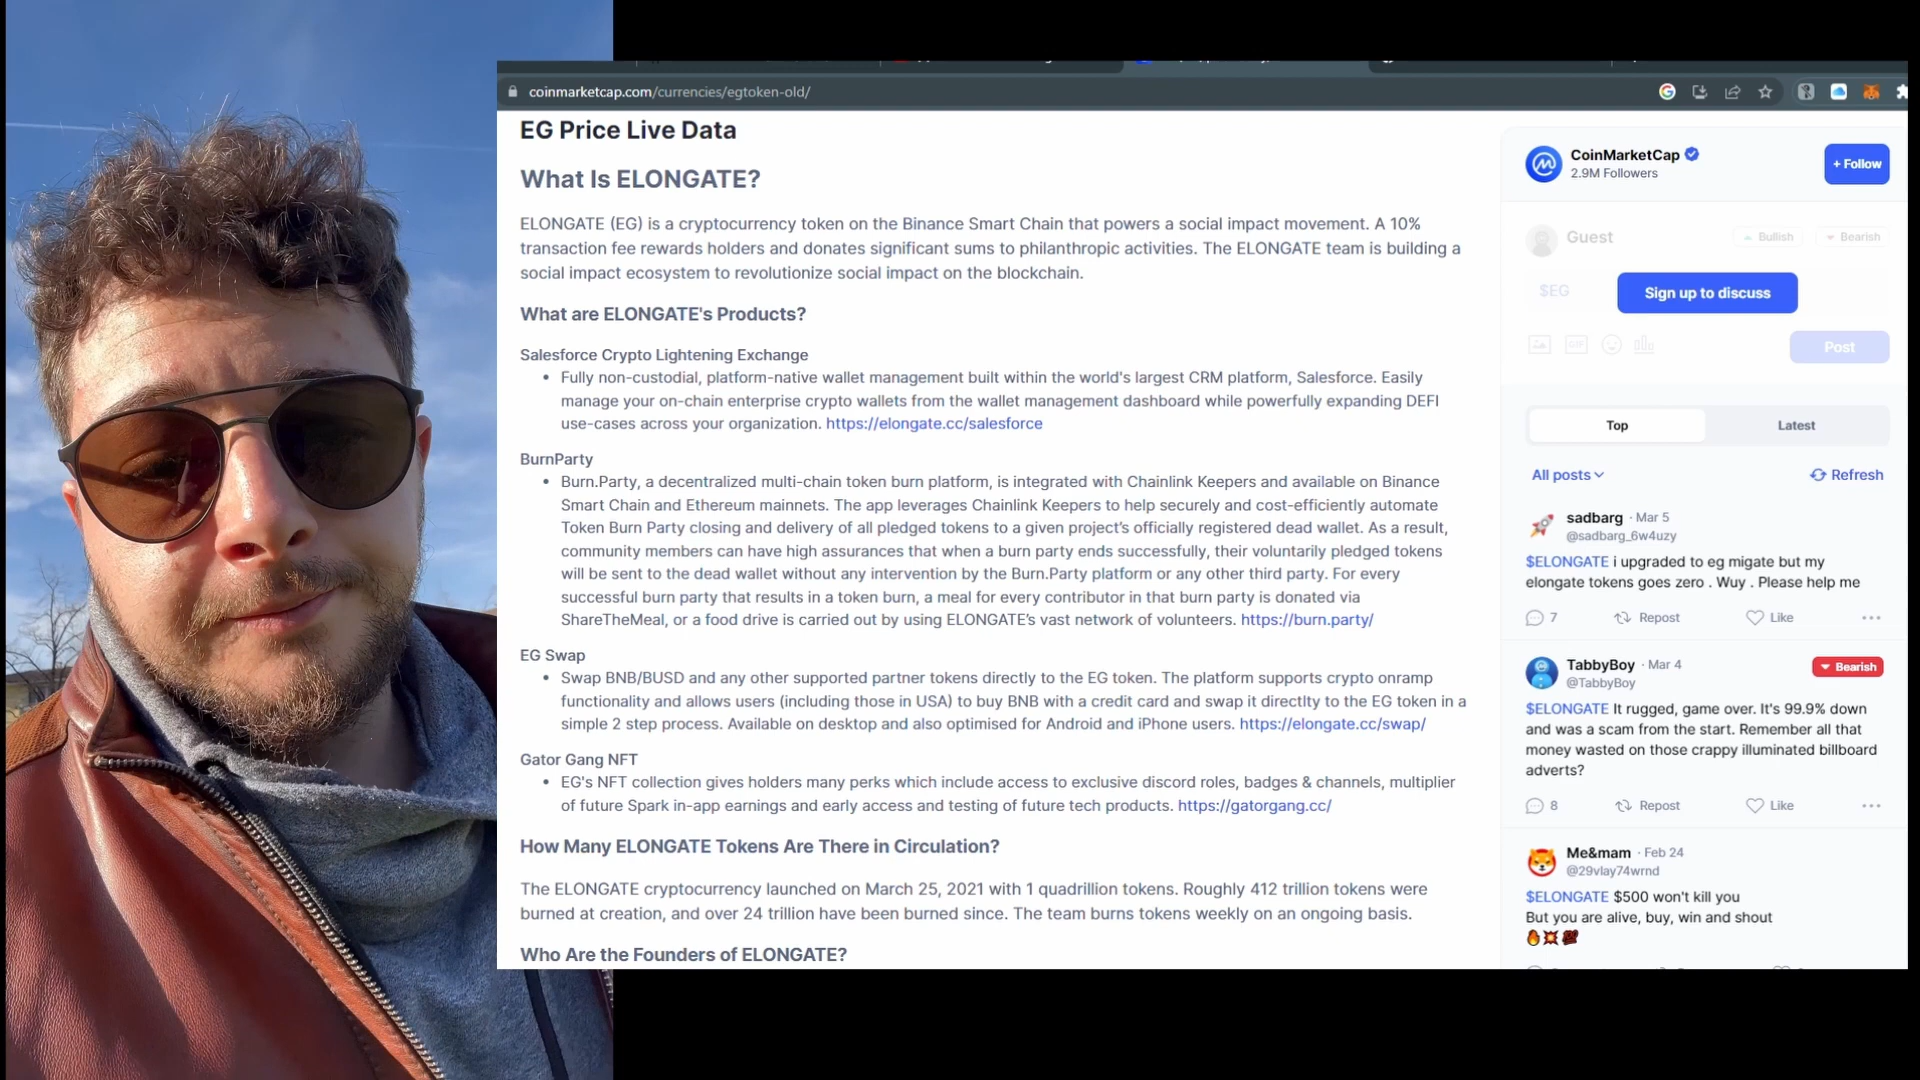 coinmarketcap.com/currencies/egtoken-old/
EG Price Live Data
What Is ELONGATE?
ELONGATE (EG) is a cryptocurrency token on the Binance Smart Chain that powers a social impact movement. A 10%
transaction fee rewards holders and donates significant sums to philanthropic activities. The ELONGATE team is building a
social impact ecosystem to revolutionize social impact on the blockchain.
What are ELONGATE's Products?
Salesforce Crypto Lightening Exchange
• Fully non-custodial, platform-native wallet management built within the world's largest CRM platform, Salesforce. Easily
manage your on-chain enterprise crypto wallets from the wallet management dashboard while powerfully expanding DEFI
use-cases across your organization. https://elongate.cc/salesforce
BurnParty
• Burn.Party, a decentralized multi-chain token burn platform, is integrated with Chainlink Keepers and available on Binance
Smart Chain and Ethereum mainnets. The app leverages Chainlink Keepers to help securely and cost-efficiently automate
Token Burn Party closing and delivery of all pledged tokens to a given project's officially registered dead wallet. As a result,
community members can have high assurances that when a burn party ends successfully, their voluntarily pledged tokens
will be sent to the dead wallet without any intervention by the Burn.Party platform or any other third party. For every
successful burn party that results in a token burn, a meal for every contributor in that burn party is donated via
ShareTheMeal, or a food drive is carried out by using ELONGATE's vast network of volunteers. https://burn.party/
EG Swap
• Swap BNB/BUSD and any other supported partner tokens directly to the EG token. The platform supports crypto onramp
functionality and allows users (including those in USA) to buy BNB with a credit card and swap it directlty to the EG token in a
simple 2 step process. Available on desktop and also optimised for Android and iPhone users. https://elongate.cc/swap/
Gator Gang NFT
• EG's NFT collection gives holders many perks which include access to exclusive discord roles, badges & channels, multiplier
of future Spark in-app earnings and early access and testing of future tech products. https://gatorgang.cc/
How Many ELONGATE Tokens Are There in Circulation?
The ELONGATE cryptocurrency launched on March 25, 2021 with 1 quadrillion tokens. Roughly 412 trillion tokens were
burned at creation, and over 24 trillion have been burned since. The team burns tokens weekly on an ongoing basis.
Who Are the Founders of ELONGATE?
CoinMarketCap
2.9M Followers
+ Follow
Guest
Bullish
Bearish
$EG
Sign up to discuss
GIF
Post
Top
Latest
All posts
Refresh
sadbarg · Mar 5
@sadbarg_6w4uzy
$ELONGATE i upgraded to eg migate but my
elongate tokens goes zero . Wuy . Please help me
7
Repost
Like
TabbyBoy · Mar 4
Bearish
@TabbyBoy
$ELONGATE It rugged, game over. It's 99.9% down
and was a scam from the start. Remember all that
money wasted on those crappy illuminated billboard
adverts?
8
Repost
Like
Me&mam · Feb 24
@29vlay74wrnd
$ELONGATE $500 won't kill you
But you are alive, buy, win and shout
🔥💥💯